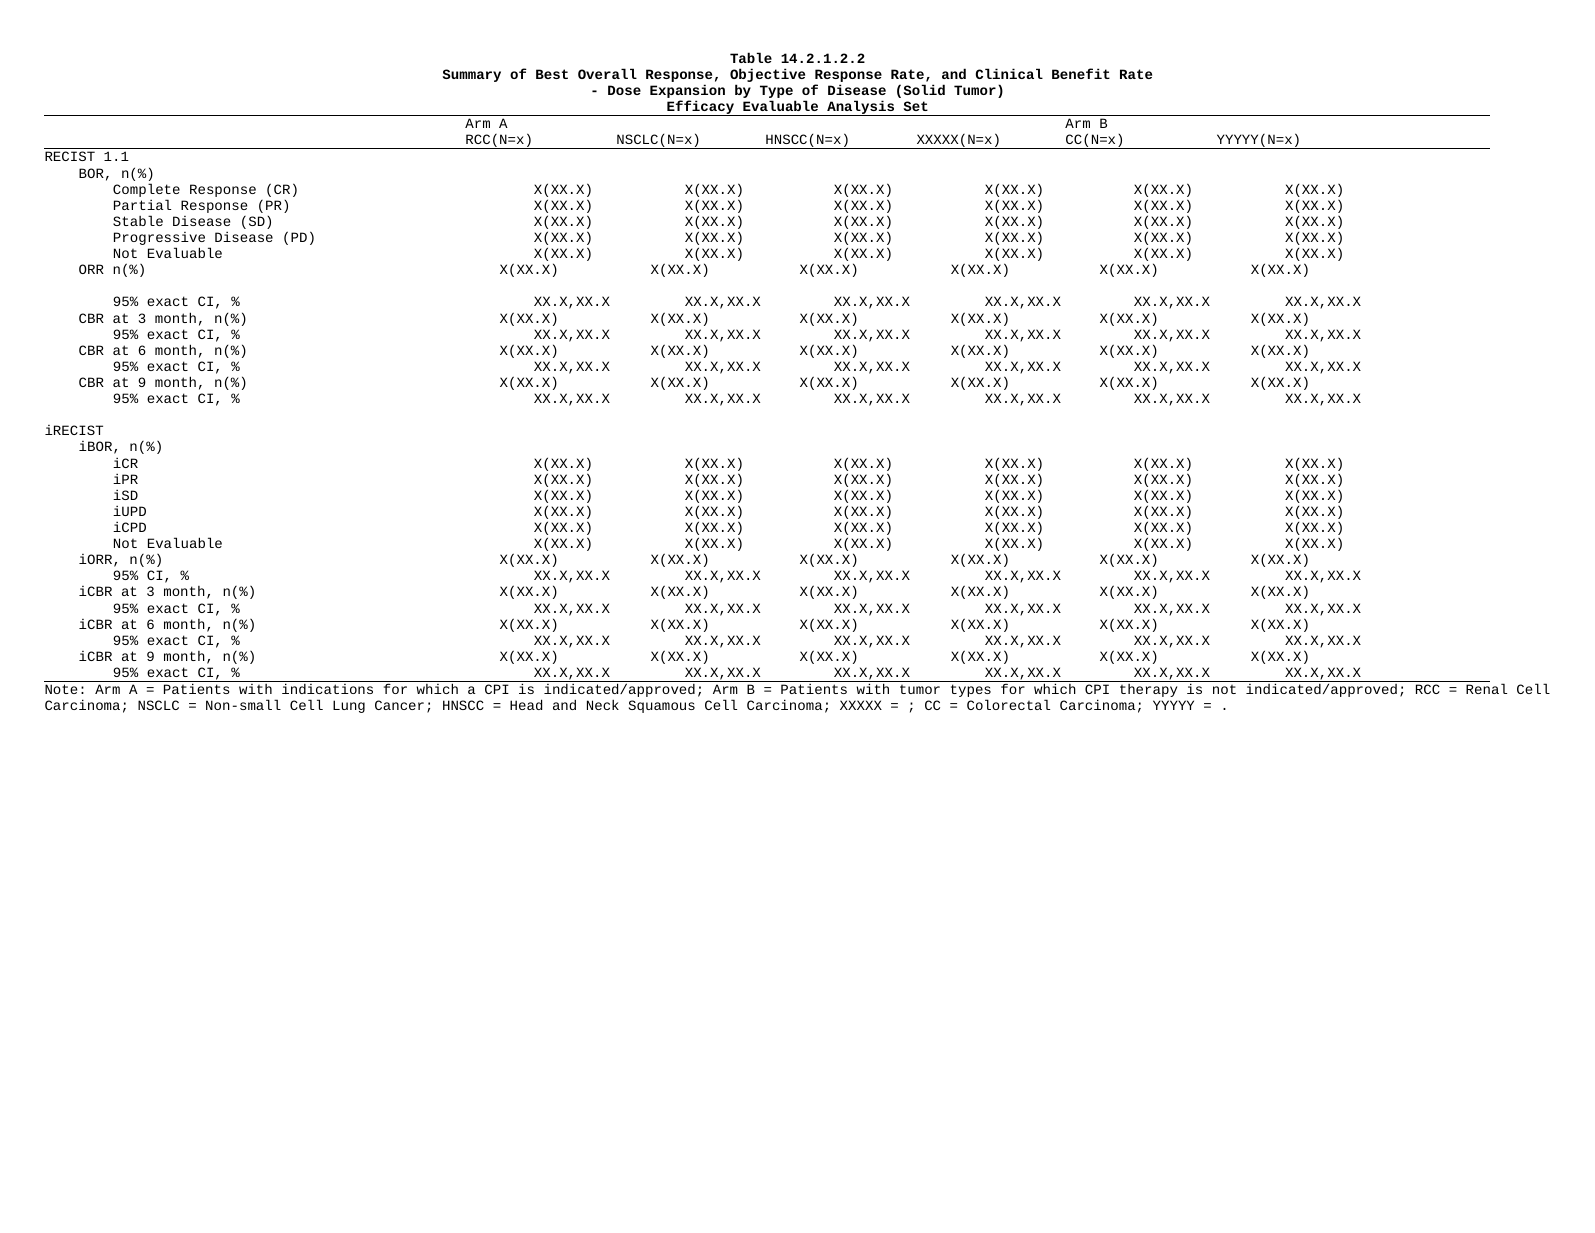 Table 14.2.1.2.2
Summary of Best Overall Response, Objective Response Rate, and Clinical Benefit Rate
- Dose Expansion by Type of Disease (Solid Tumor)
Efficacy Evaluable Analysis Set
Arm A Arm B
RCC(N=x) NSCLC(N=x) HNSCC(N=x) XXXXX(N=x) CC(N=x) YYYYY(N=x)
RECIST 1.1
BOR, n(%)
Complete Response (CR) X(XX.X) X(XX.X) X(XX.X) X(XX.X) X(XX.X) X(XX.X)
Partial Response (PR) X(XX.X) X(XX.X) X(XX.X) X(XX.X) X(XX.X) X(XX.X)
Stable Disease (SD) X(XX.X) X(XX.X) X(XX.X) X(XX.X) X(XX.X) X(XX.X)
Progressive Disease (PD) X(XX.X) X(XX.X) X(XX.X) X(XX.X) X(XX.X) X(XX.X)
Not Evaluable X(XX.X) X(XX.X) X(XX.X) X(XX.X) X(XX.X) X(XX.X)
ORR n(%) X(XX.X) X(XX.X) X(XX.X) X(XX.X) X(XX.X) X(XX.X)
95% exact CI, % XX.X,XX.X XX.X,XX.X XX.X,XX.X XX.X,XX.X XX.X,XX.X XX.X,XX.X
CBR at 3 month, n(%) X(XX.X) X(XX.X) X(XX.X) X(XX.X) X(XX.X) X(XX.X)
95% exact CI, % XX.X,XX.X XX.X,XX.X XX.X,XX.X XX.X,XX.X XX.X,XX.X XX.X,XX.X
CBR at 6 month, n(%) X(XX.X) X(XX.X) X(XX.X) X(XX.X) X(XX.X) X(XX.X)
95% exact CI, % XX.X,XX.X XX.X,XX.X XX.X,XX.X XX.X,XX.X XX.X,XX.X XX.X,XX.X
CBR at 9 month, n(%) X(XX.X) X(XX.X) X(XX.X) X(XX.X) X(XX.X) X(XX.X)
95% exact CI, % XX.X,XX.X XX.X,XX.X XX.X,XX.X XX.X,XX.X XX.X,XX.X XX.X,XX.X
iRECIST
iBOR, n(%)
iCR X(XX.X) X(XX.X) X(XX.X) X(XX.X) X(XX.X) X(XX.X)
iPR X(XX.X) X(XX.X) X(XX.X) X(XX.X) X(XX.X) X(XX.X)
iSD X(XX.X) X(XX.X) X(XX.X) X(XX.X) X(XX.X) X(XX.X)
iUPD X(XX.X) X(XX.X) X(XX.X) X(XX.X) X(XX.X) X(XX.X)
iCPD X(XX.X) X(XX.X) X(XX.X) X(XX.X) X(XX.X) X(XX.X)
Not Evaluable X(XX.X) X(XX.X) X(XX.X) X(XX.X) X(XX.X) X(XX.X)
iORR, n(%) X(XX.X) X(XX.X) X(XX.X) X(XX.X) X(XX.X) X(XX.X)
95% CI, % XX.X,XX.X XX.X,XX.X XX.X,XX.X XX.X,XX.X XX.X,XX.X XX.X,XX.X
iCBR at 3 month, n(%) X(XX.X) X(XX.X) X(XX.X) X(XX.X) X(XX.X) X(XX.X)
95% exact CI, % XX.X,XX.X XX.X,XX.X XX.X,XX.X XX.X,XX.X XX.X,XX.X XX.X,XX.X
iCBR at 6 month, n(%) X(XX.X) X(XX.X) X(XX.X) X(XX.X) X(XX.X) X(XX.X)
95% exact CI, % XX.X,XX.X XX.X,XX.X XX.X,XX.X XX.X,XX.X XX.X,XX.X XX.X,XX.X
iCBR at 9 month, n(%) X(XX.X) X(XX.X) X(XX.X) X(XX.X) X(XX.X) X(XX.X)
95% exact CI, % XX.X,XX.X XX.X,XX.X XX.X,XX.X XX.X,XX.X XX.X,XX.X XX.X,XX.X
Note: Arm A = Patients with indications for which a CPI is indicated/approved; Arm B = Patients with tumor types for which CPI therapy is not indicated/approved; RCC = Renal Cell
Carcinoma; NSCLC = Non-small Cell Lung Cancer; HNSCC = Head and Neck Squamous Cell Carcinoma; XXXXX = ; CC = Colorectal Carcinoma; YYYYY = .